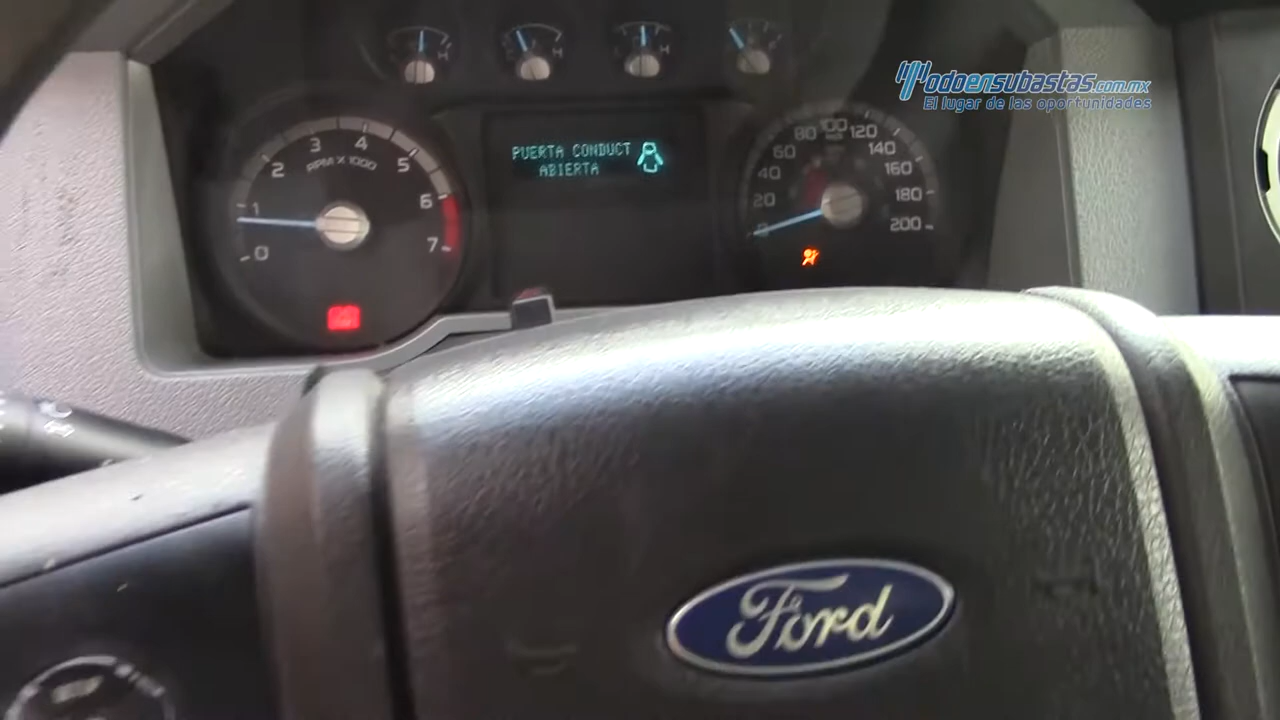 Todoensubastas.com.mx
El lugar de las oportunidades
H
H
H
PUERTA CONDUCT
ABIERTA
0 1 2 3 4 5 6 7
RPM X 1000
0 20 40 60 80 100 120 140 160 180 200
Ford